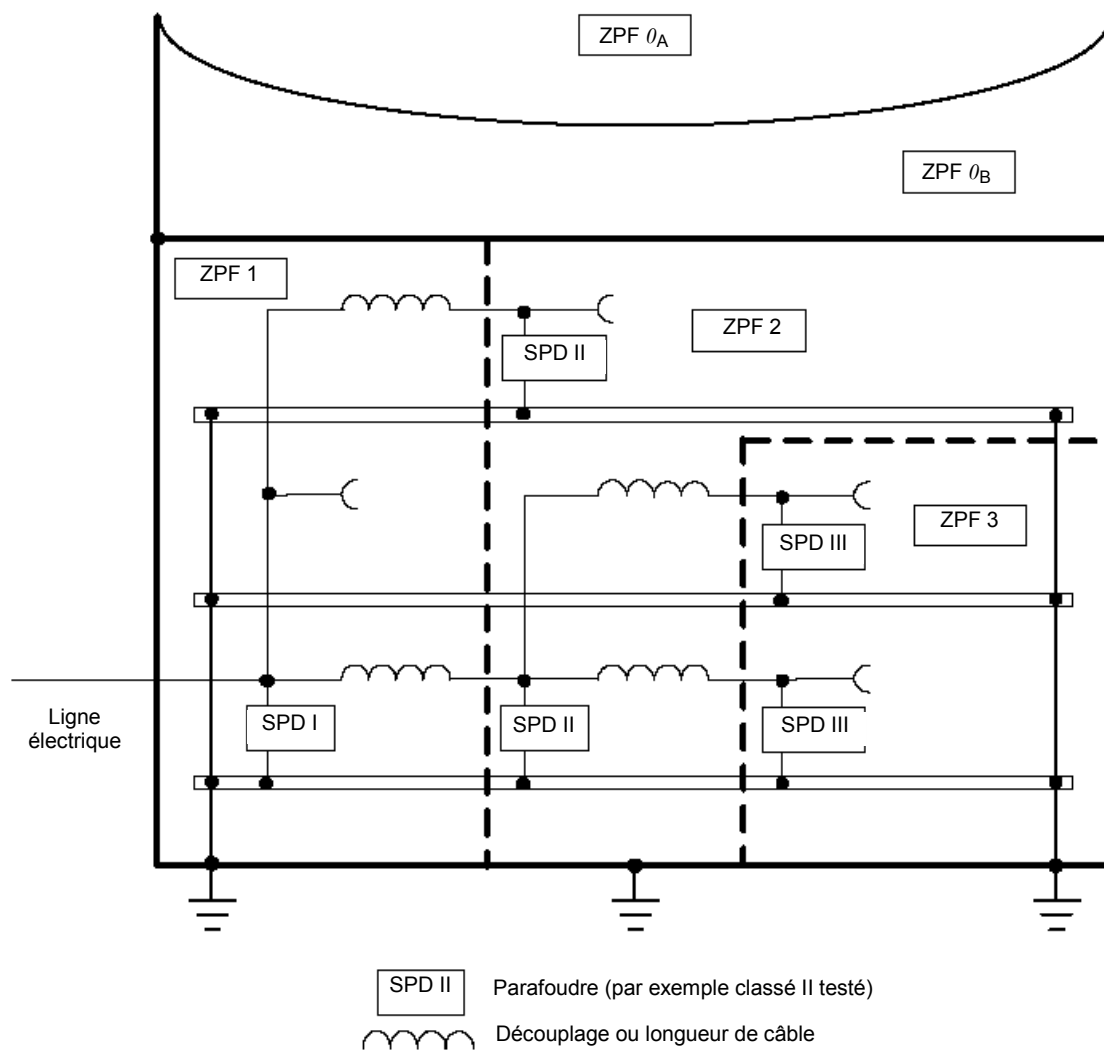 ZPF 0A
ZPF 0B
ZPF 1
ZPF 2
SPD II
ZPF 3
SPD III
Ligne
électrique
SPD I
SPD II
SPD III
SPD II
Parafoudre (par exemple classé II testé)
Découplage ou longueur de câble